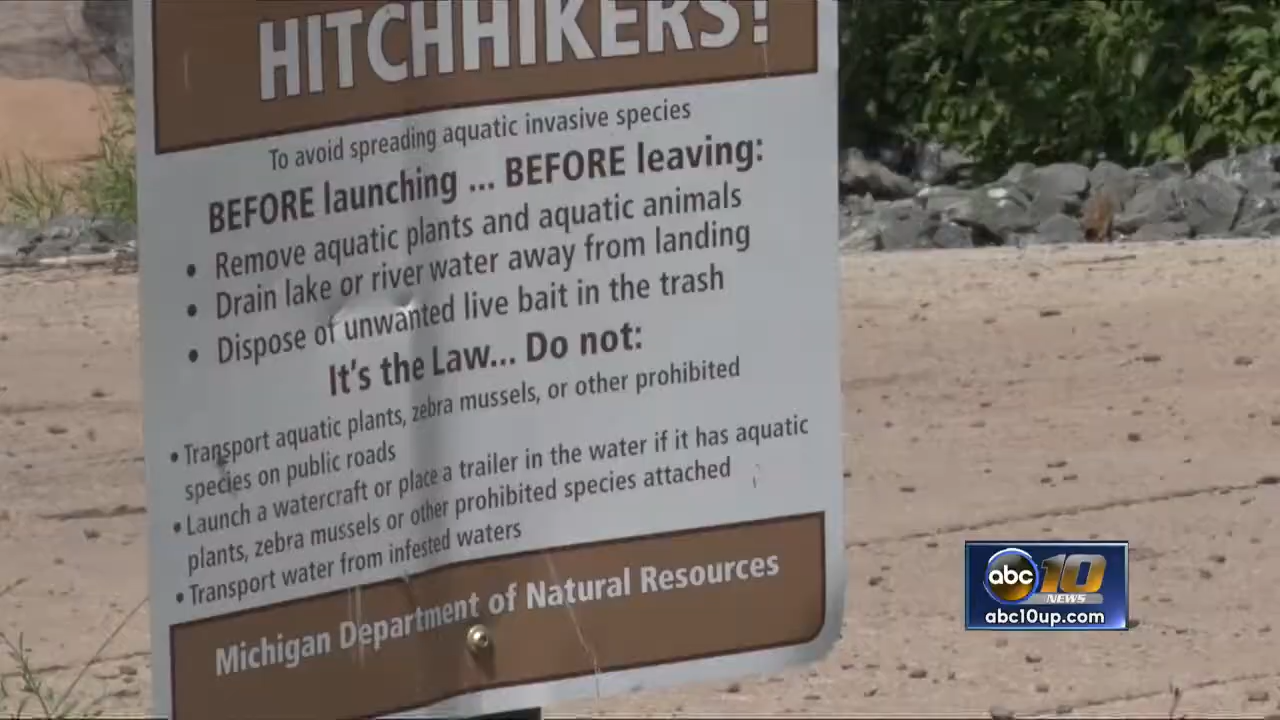 HITCHHIKERS!
To avoid spreading aquatic invasive species
BEFORE launching ... BEFORE leaving:
• Remove aquatic plants and aquatic animals
• Drain lake or river water away from landing
• Dispose of unwanted live bait in the trash
It's the Law... Do not:
• Transport aquatic plants, zebra mussels, or other prohibited
species on public roads
• Launch a watercraft or place a trailer in the water if it has aquatic
plants, zebra mussels or other prohibited species attached
• Transport water from infested waters
Michigan Department of Natural Resources
abc 10
NEWS
abc10up.com